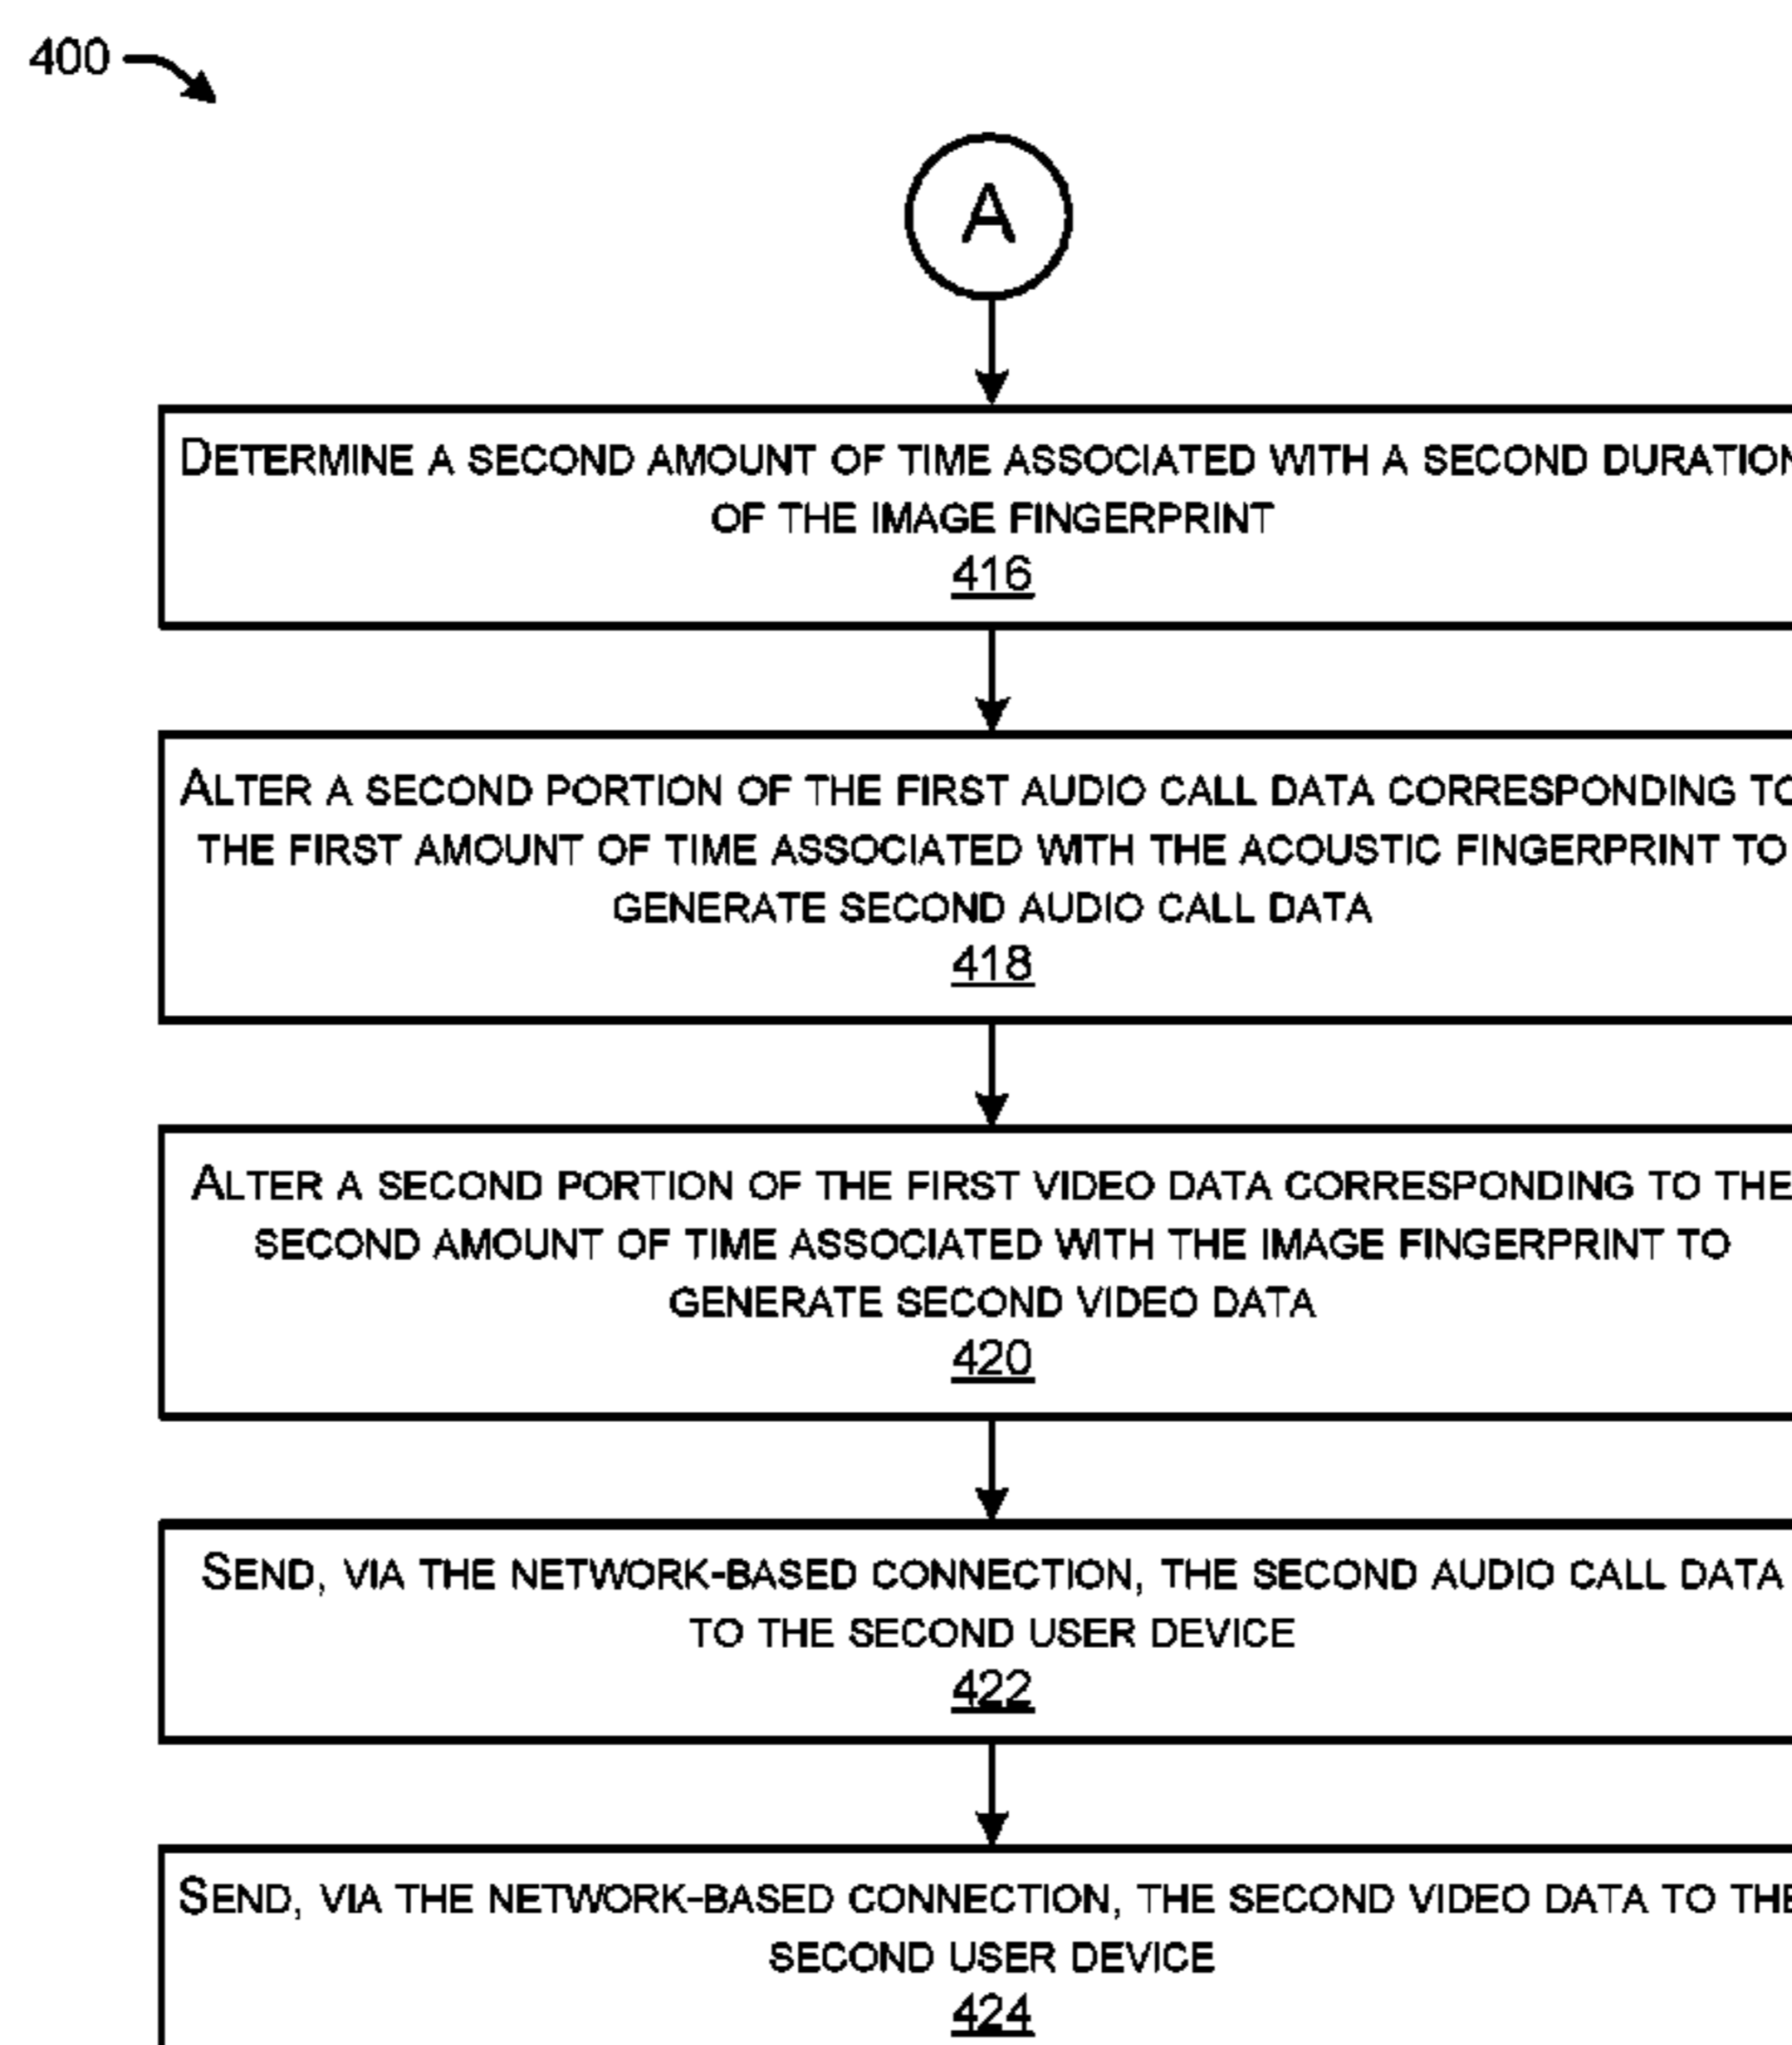 400
A
DETERMINE A SECOND AMOUNT OF TIME ASSOCIATED WITH A SECOND DURATION
OF THE IMAGE FINGERPRINT
416
ALTER A SECOND PORTION OF THE FIRST AUDIO CALL DATA CORRESPONDING TO
THE FIRST AMOUNT OF TIME ASSOCIATED WITH THE ACOUSTIC FINGERPRINT TO
GENERATE SECOND AUDIO CALL DATA
418
ALTER A SECOND PORTION OF THE FIRST VIDEO DATA CORRESPONDING TO THE
SECOND AMOUNT OF TIME ASSOCIATED WITH THE IMAGE FINGERPRINT TO
GENERATE SECOND VIDEO DATA
420
SEND, VIA THE NETWORK-BASED CONNECTION, THE SECOND AUDIO CALL DATA
TO THE SECOND USER DEVICE
422
SEND, VIA THE NETWORK-BASED CONNECTION, THE SECOND VIDEO DATA TO THE
SECOND USER DEVICE
424